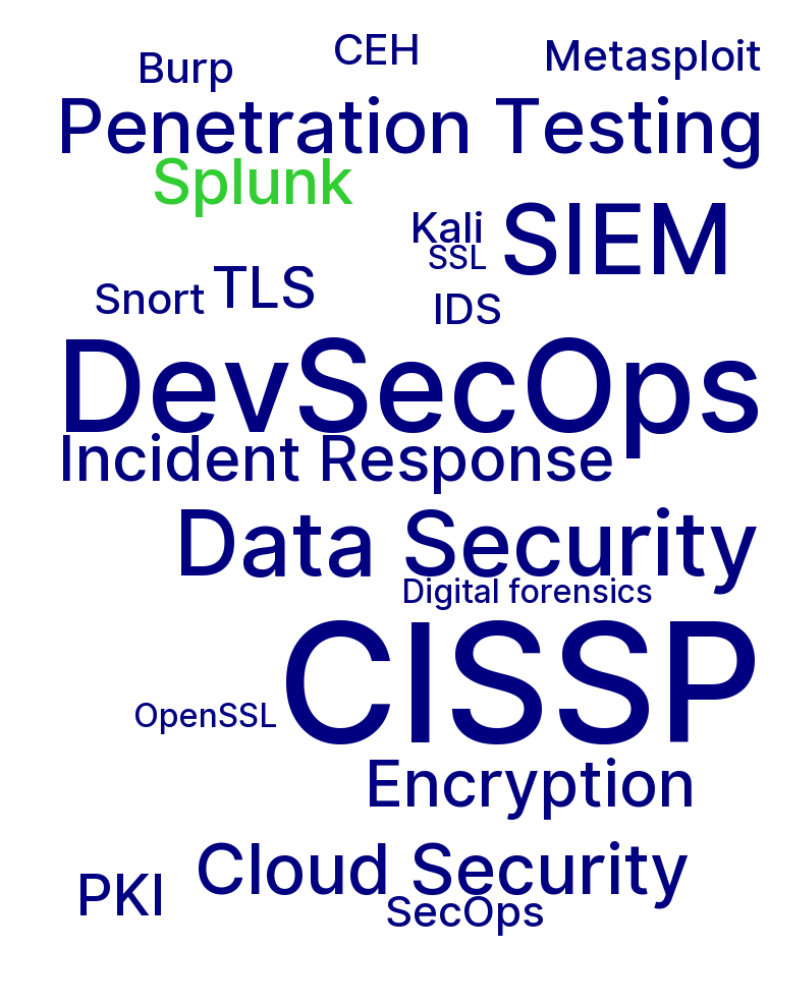 CEH
Burp
Metasploit
Penetration Testing
Splunk
Kali
SIEM
SSL
TLS
Snort
IDS
DevSecOps
Incident Response
Data Security
Digital forensics
CISSP
OpenSSL
Encryption
Cloud Security
PKI
SecOps